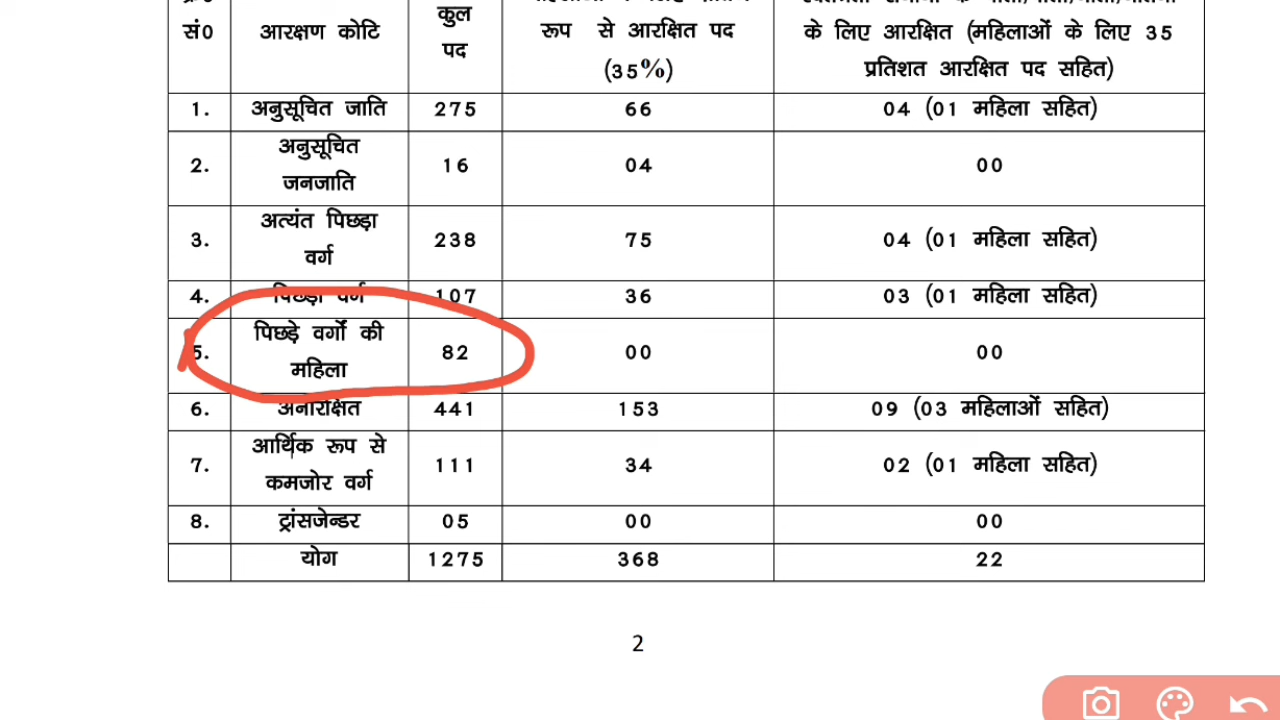 सं0 आरक्षण कोटि कुल पद रूप से आरक्षित पद (35%) के लिए आरक्षित (महिलाओं के लिए 35 प्रतिशत आरक्षित पद सहित)
1. अनुसूचित जाति 275 66 04 (01 महिला सहित)
2. अनुसूचित जनजाति 16 04 00
3. अत्यंत पिछड़ा वर्ग 238 75 04 (01 महिला सहित)
4. पिछड़ा वर्ग 107 36 03 (01 महिला सहित)
5. पिछड़े वर्गों की महिला 82 00 00
6. अनारक्षित 441 153 09 (03 महिलाओं सहित)
7. आर्थिक रूप से कमजोर वर्ग 111 34 02 (01 महिला सहित)
8. ट्रांसजेन्डर 05 00 00
योग 1275 368 22
2